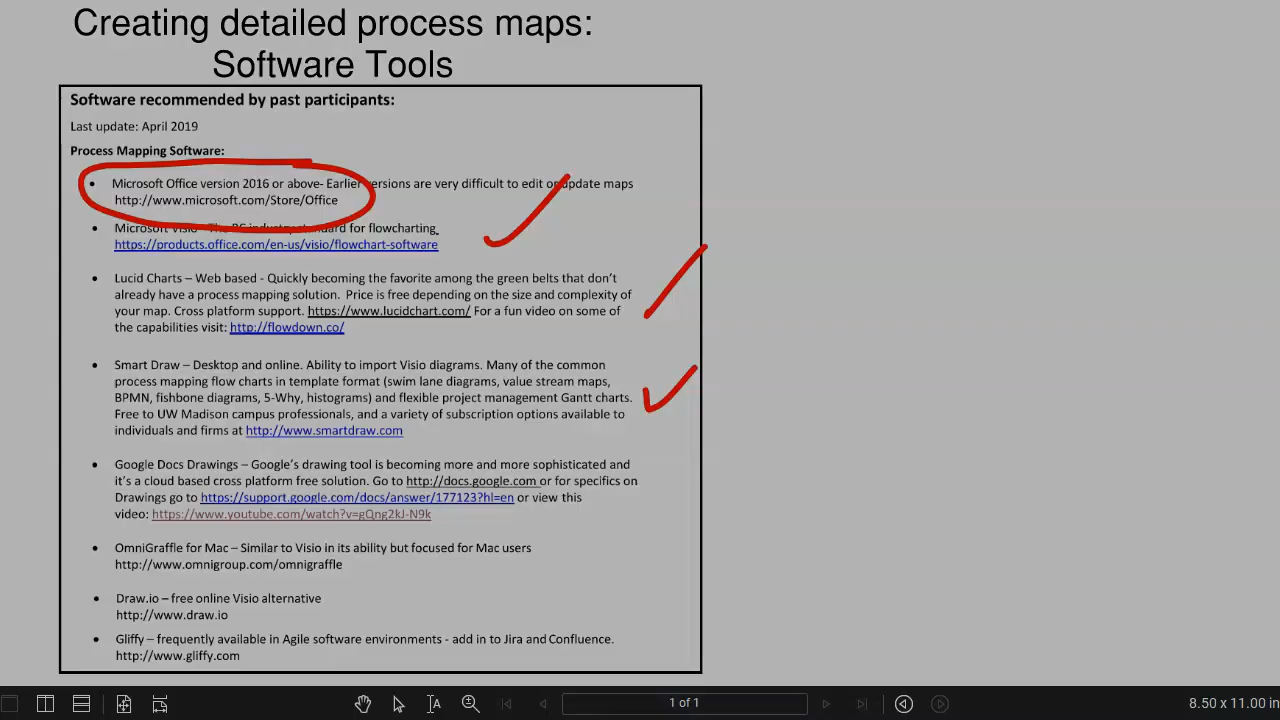 Creating detailed process maps:
Software Tools
Software recommended by past participants:
Last update: April 2019
Process Mapping Software:
• Microsoft Office version 2016 or above- Earlier versions are very difficult to edit or update maps
http://www.microsoft.com/Store/Office
• Microsoft Visio - The PC industry standard for flowcharting.
https://products.office.com/en-us/visio/flowchart-software
• Lucid Charts – Web based - Quickly becoming the favorite among the green belts that don't
already have a process mapping solution. Price is free depending on the size and complexity of
your map. Cross platform support. https://www.lucidchart.com/ For a fun video on some of
the capabilities visit: http://flowdown.co/
• Smart Draw – Desktop and online. Ability to import Visio diagrams. Many of the common
process mapping flow charts in template format (swim lane diagrams, value stream maps,
BPMN, fishbone diagrams, 5-Why, histograms) and flexible project management Gantt charts.
Free to UW Madison campus professionals, and a variety of subscription options available to
individuals and firms at http://www.smartdraw.com
• Google Docs Drawings – Google's drawing tool is becoming more and more sophisticated and
it's a cloud based cross platform free solution. Go to http://docs.google.com or for specifics on
Drawings go to https://support.google.com/docs/answer/177123?hl=en or view this
video: https://www.youtube.com/watch?v=gQng2kJ-N9k
• OmniGraffle for Mac – Similar to Visio in its ability but focused for Mac users
http://www.omnigroup.com/omnigraffle
• Draw.io – free online Visio alternative
http://www.draw.io
• Gliffy – frequently available in Agile software environments - add in to Jira and Confluence.
http://www.gliffy.com
1 of 1
8.50 x 11.00 in